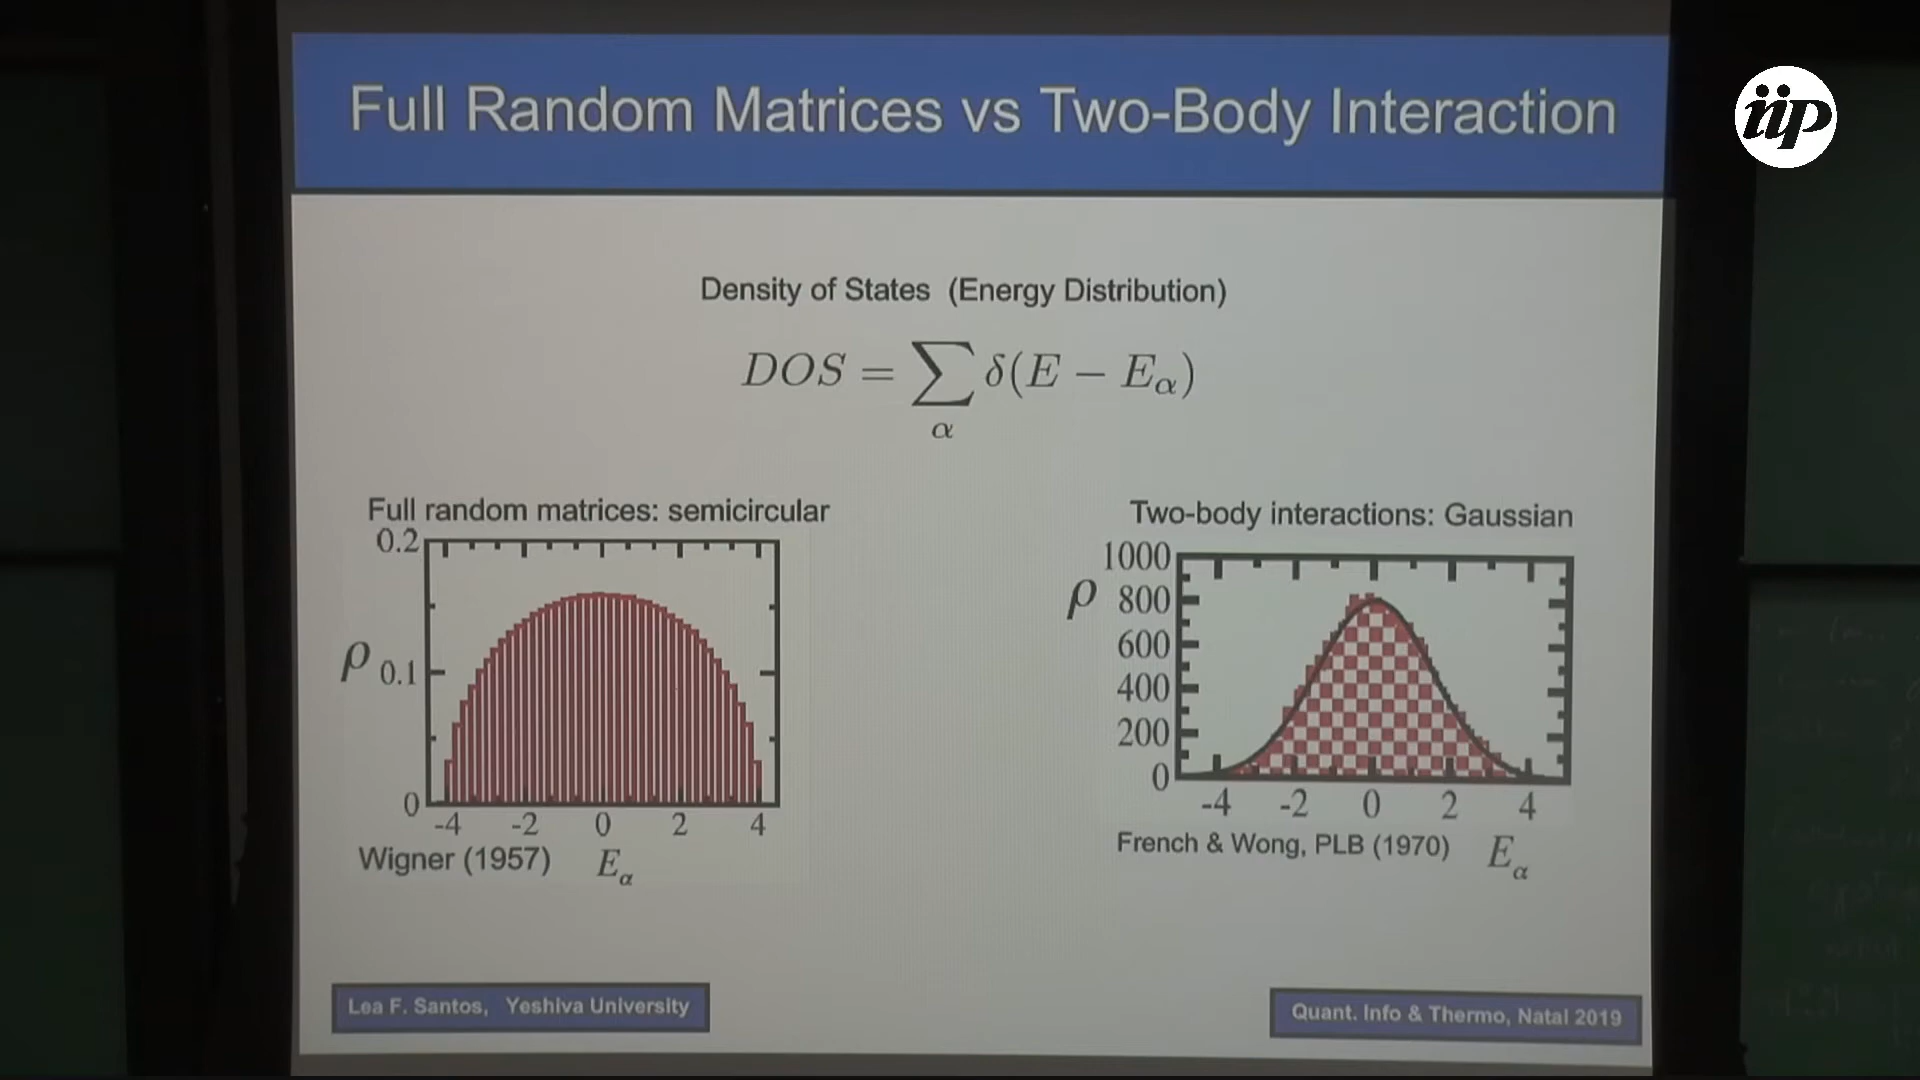 iip
Full Random Matrices vs Two-Body Interaction
Density of States (Energy Distribution)
DOS = ∑ δ(E − Eα)
α
Full random matrices: semicircular
0.2
ρ 0.1
0
-4 -2 0 2 4
Wigner (1957) Eα
Two-body interactions: Gaussian
1000
ρ 800
600
400
200
0
-4 -2 0 2 4
French & Wong, PLB (1970) Eα
Lea F. Santos, Yeshiva University
Quant. Info & Thermo, Natal 2019